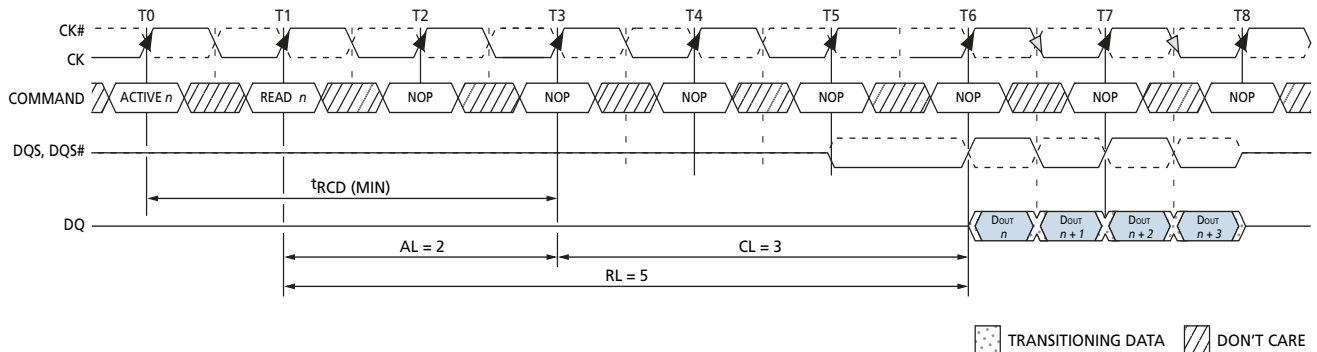 T0 T1 T2 T3 T4 T5 T6 T7 T8
CK#
CK
COMMAND ACTIVE n READ n NOP NOP NOP NOP NOP NOP NOP
DQS, DQS#
tRCD (MIN)
DQ DOUT n DOUT n + 1 DOUT n + 2 DOUT n + 3
AL = 2 CL = 3
RL = 5
TRANSITIONING DATA DON'T CARE